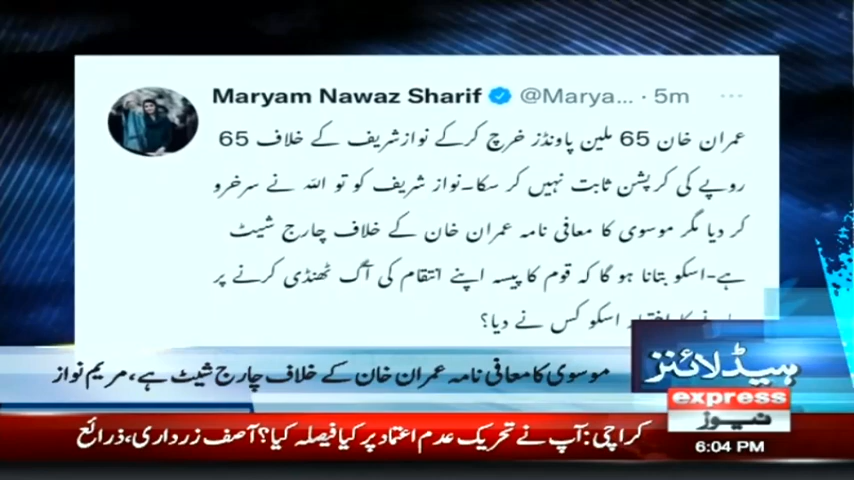 Maryam Nawaz Sharif @Marya... · 5m ...
عمران خان 65 ملین پاونڈز خرچ کرکے نوازشریف کے خلاف 65
روپے کی کرپشن ثابت نہیں کر سکا۔نواز شریف کو تو اللہ نے سرخرو
کر دیا مگر موسوی کا معافی نامہ عمران خان کے خلاف چارج شیٹ
ہے-اسکو بتانا ہو گا کہ قوم کا پیسہ اپنے انتقام کی آگ ٹھنڈی کرنے پر
اسکو کس نے دیا؟
ہیڈلائنز
موسوی کا معافی نامہ عمران خان کے خلاف چارج شیٹ ہے، مریم نواز
express
نیوز
6:04 PM
کراچی: آپ نے تحریک عدم اعتماد پر کیا فیصلہ کیا؟ آصف زرداری، ذرائع